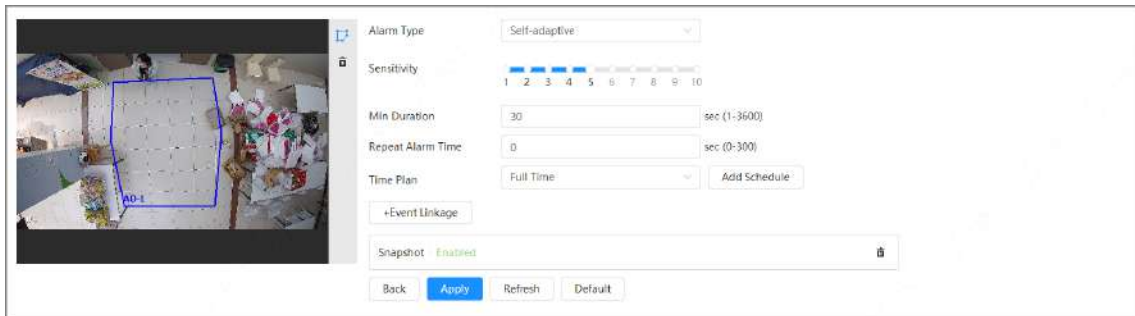 Alarm Type
Self-adaptive
Sensitivity
1 2 3 4 5 6 7 8 9 10
Min Duration
30
sec (1-3600)
Repeat Alarm Time
0
sec (0-300)
Time Plan
Full Time
Add Schedule
+Event Linkage
AO-1
Snapshot Enabled
Back
Apply
Refresh
Default